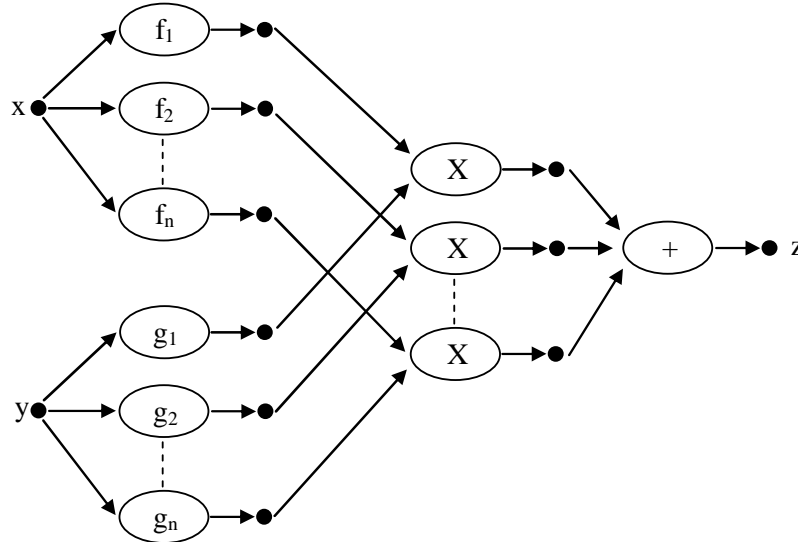 f₁
x
f₂
fₙ
X
X
+
z
X
g₁
y
g₂
gₙ